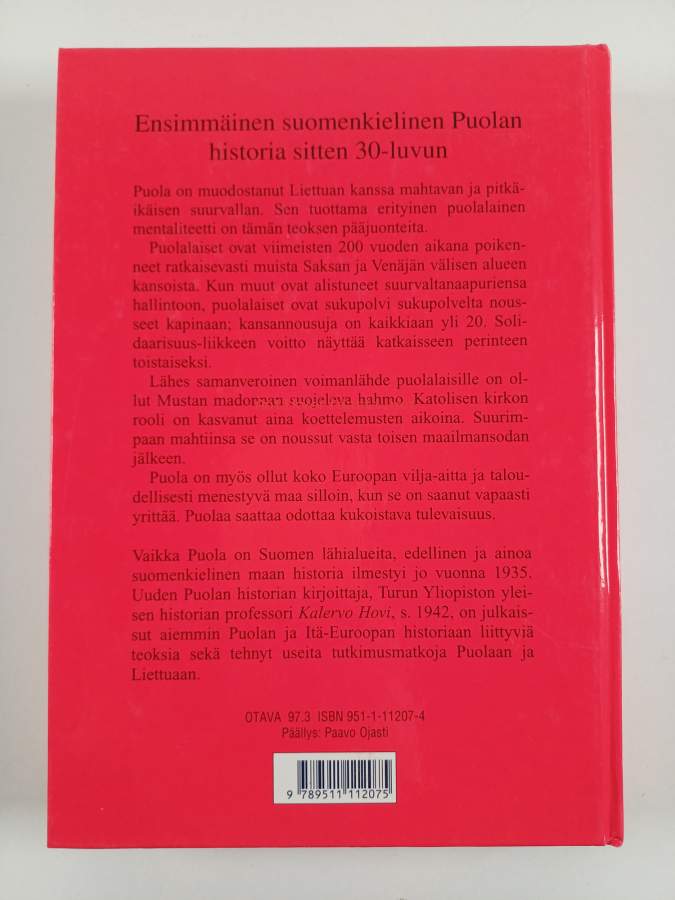 Ensimmäinen suomenkielinen Puolan
historia sitten 30-luvun
Puola on muodostanut Liettuan kanssa mahtavan ja pitkä-
ikäisen suurvallan. Sen tuottama erityinen puolalainen
mentaliteetti on tämän teoksen pääjuonteita.
Puolalaiset ovat viimeisten 200 vuoden aikana poiken-
neet ratkaisevasti muista Saksan ja Venäjän välisen alueen
kansoista. Kun muut ovat alistuneet suurvaltanaapuriensa
hallintoon, puolalaiset ovat sukupolvi sukupolvelta nous-
seet kapinaan; kansannousuja on kaikkiaan yli 20. Soli-
daarisuus-liikkeen voitto näyttää katkaisseen perinteen
toistaiseksi.
Lähes samanveroinen voimanlähde puolalaisille on ol-
lut Mustan madonnan suojeleva hahmo. Katolisen kirkon
rooli on kasvanut aina koettelemusten aikoina. Suurim-
paan mahtiinsa se on noussut vasta toisen maailmansodan
jälkeen.
Puola on myös ollut koko Euroopan vilja-aitta ja talou-
dellisesti menestyvä maa silloin, kun se on saanut vapaasti
yrittää. Puolaa saattaa odottaa kukoistava tulevaisuus.
Vaikka Puola on Suomen lähialueita, edellinen ja ainoa
suomenkielinen maan historia ilmestyi jo vuonna 1935.
Uuden Puolan historian kirjoittaja, Turun Yliopiston ylei-
sen historian professori Kalervo Hovi, s. 1942, on julkais-
sut aiemmin Puolan ja Itä-Euroopan historiaan liittyviä
teoksia sekä tehnyt useita tutkimusmatkoja Puolaan ja
Liettuaan.
OTAVA 97.3 ISBN 951-1-11207-4
Päällys: Paavo Ojasti
9 789511 112075